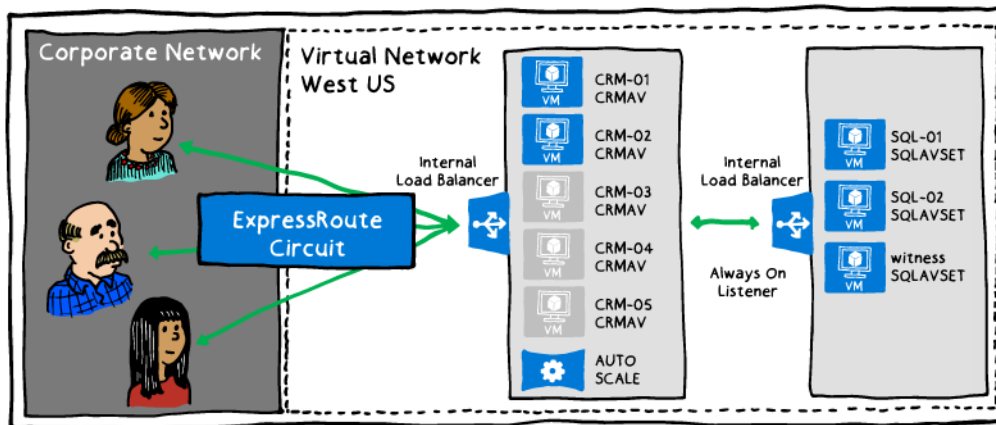 Corporate Network
Virtual Network
West US
ExpressRoute
Circuit
Internal
Load Balancer
VM
CRM-01
CRMAV
VM
CRM-02
CRMAV
VM
CRM-03
CRMAV
VM
CRM-04
CRMAV
VM
CRM-05
CRMAV
AUTO
SCALE
Internal
Load Balancer
Always On
Listener
VM
SQL-01
SQLAVSET
VM
SQL-02
SQLAVSET
VM
witness
SQLAVSET